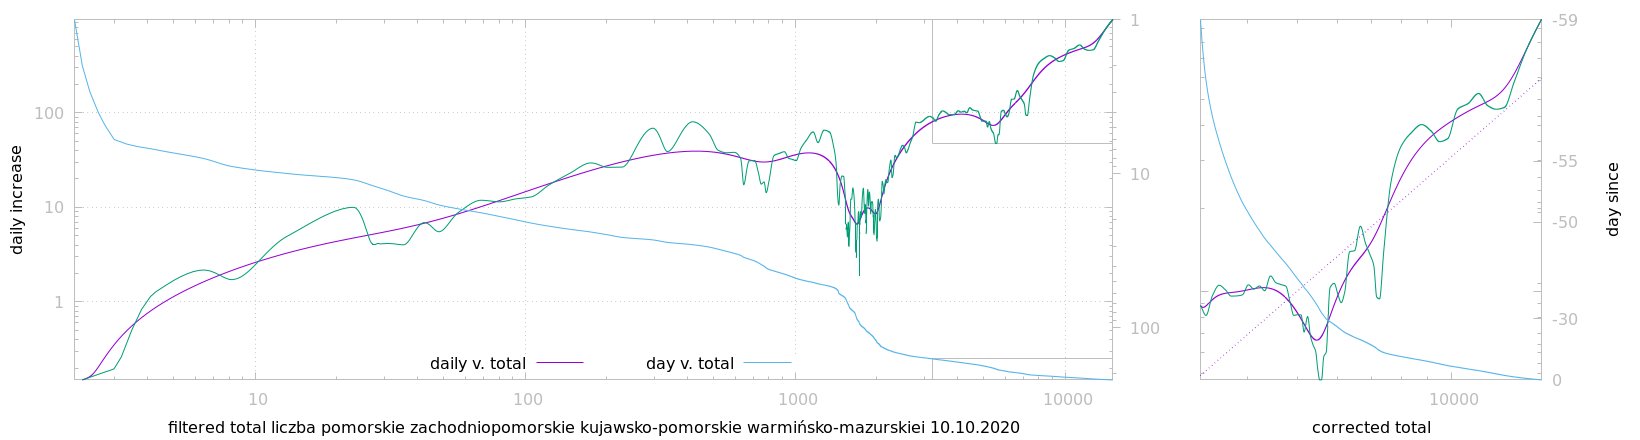 1
-59
100
10
-55
10
-50
1
-30
100
0
daily increase
day since
daily v. total
day v. total
10
100
1000
10000
10000
filtered total liczba pomorskie zachodniopomorskie kujawsko-pomorskie warmińsko-mazurskiei 10.10.2020
corrected total